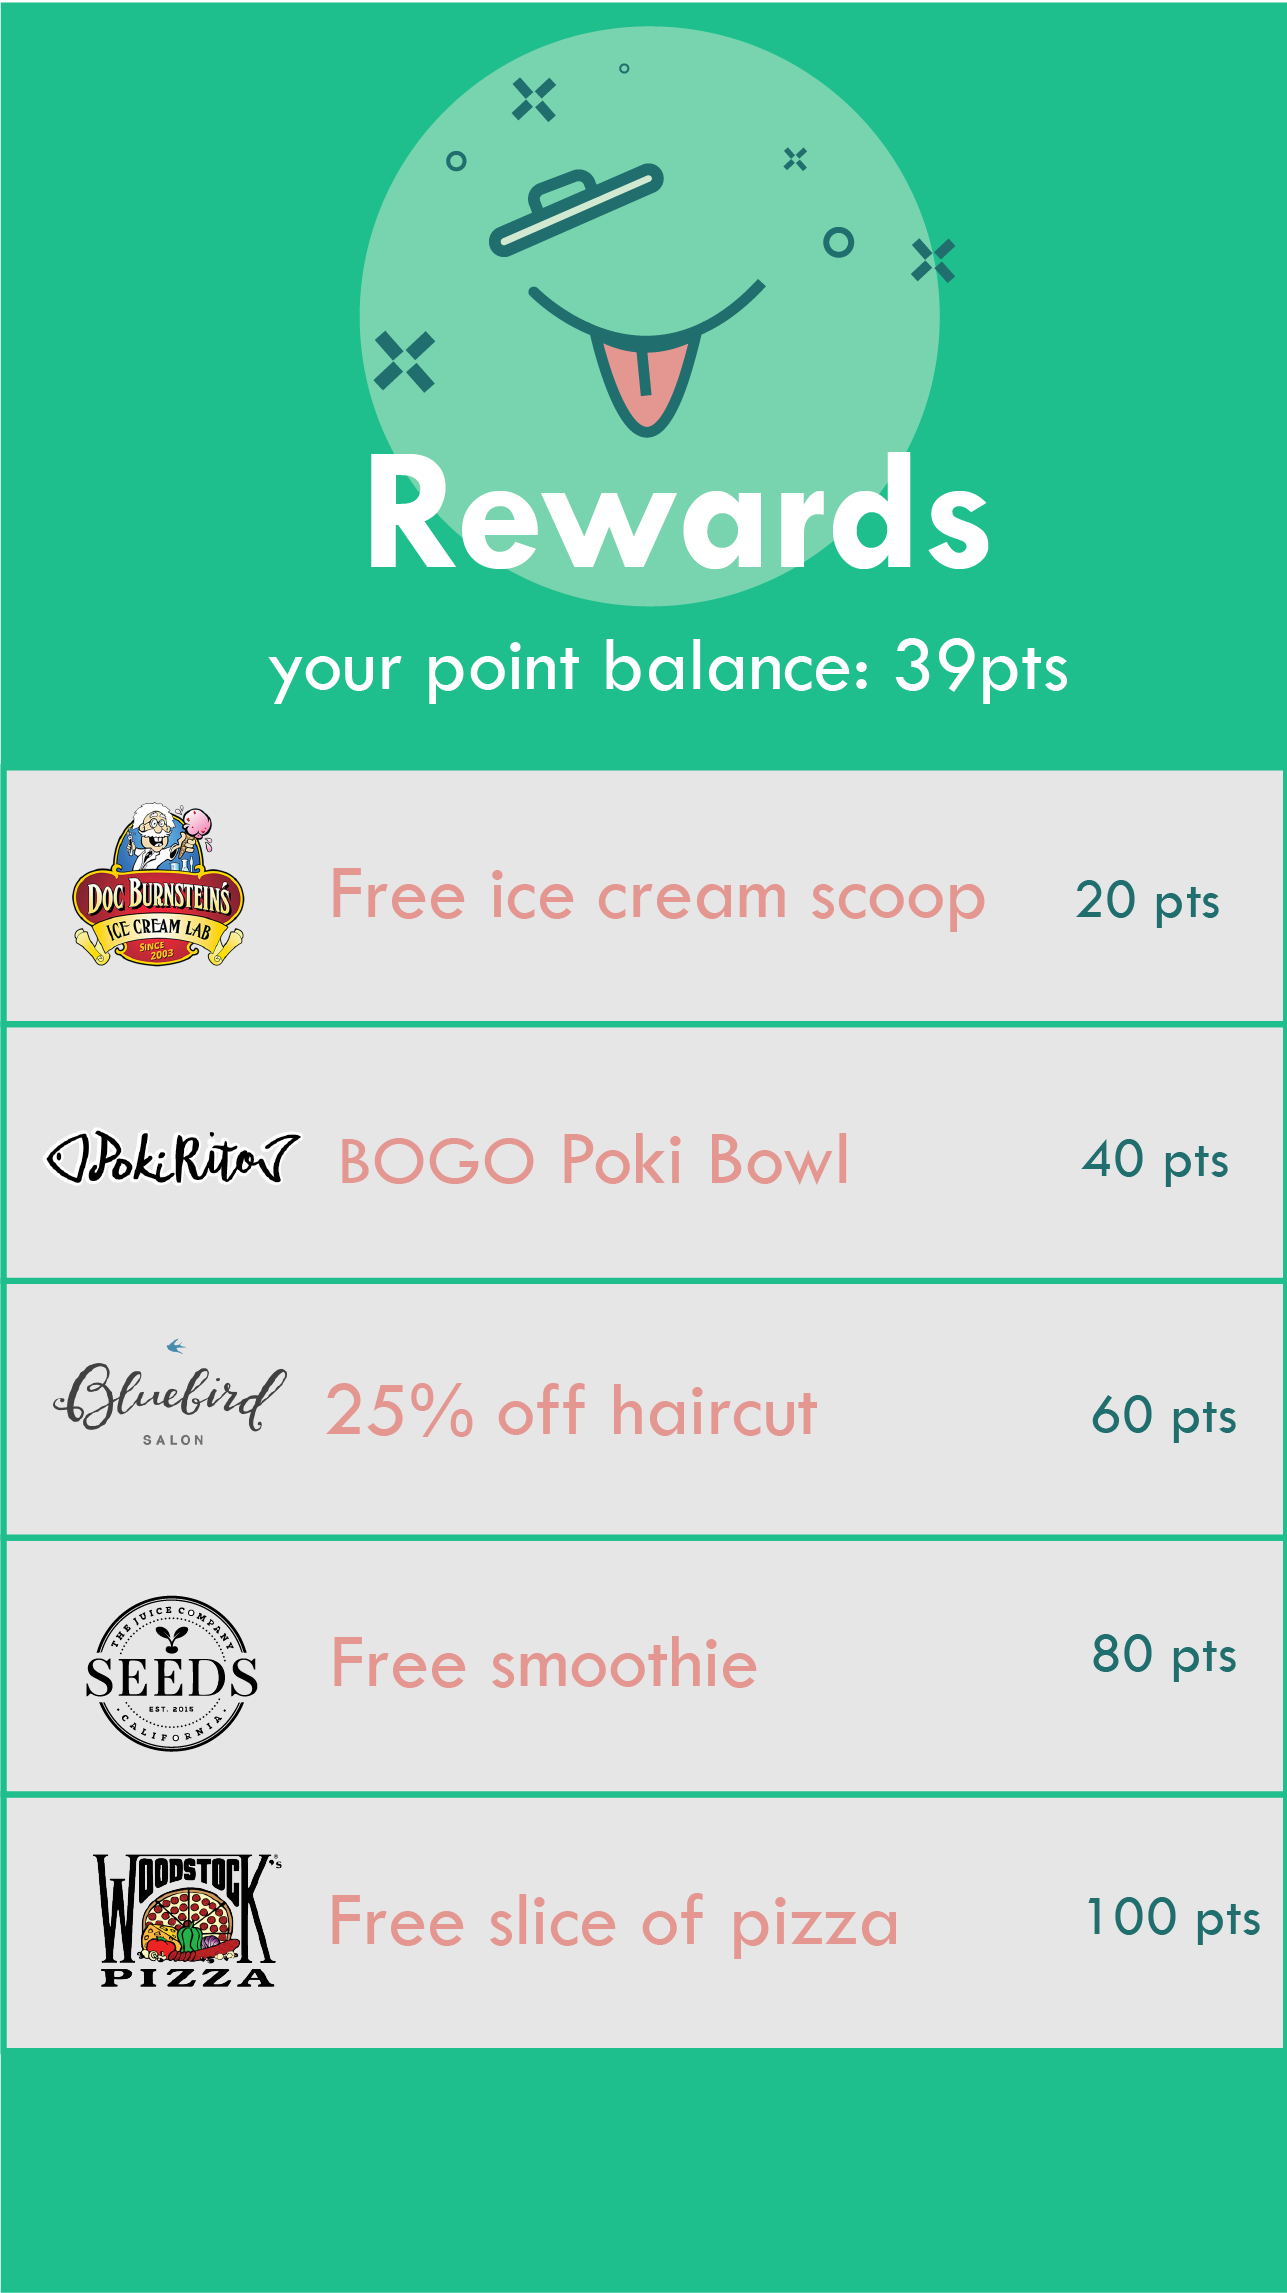 Rewards
your point balance: 39pts
DOC BURNSTEIN'S
ICE CREAM LAB
SINCE
2003
Free ice cream scoop
20 pts
PokiRito
BOGO Poki Bowl
40 pts
Bluebird
SALON
25% off haircut
60 pts
THE JUICE COMPANY
SEEDS
EST. 2015
CALIFORNIA
Free smoothie
80 pts
WOODSTOCK'S
PIZZA
Free slice of pizza
100 pts